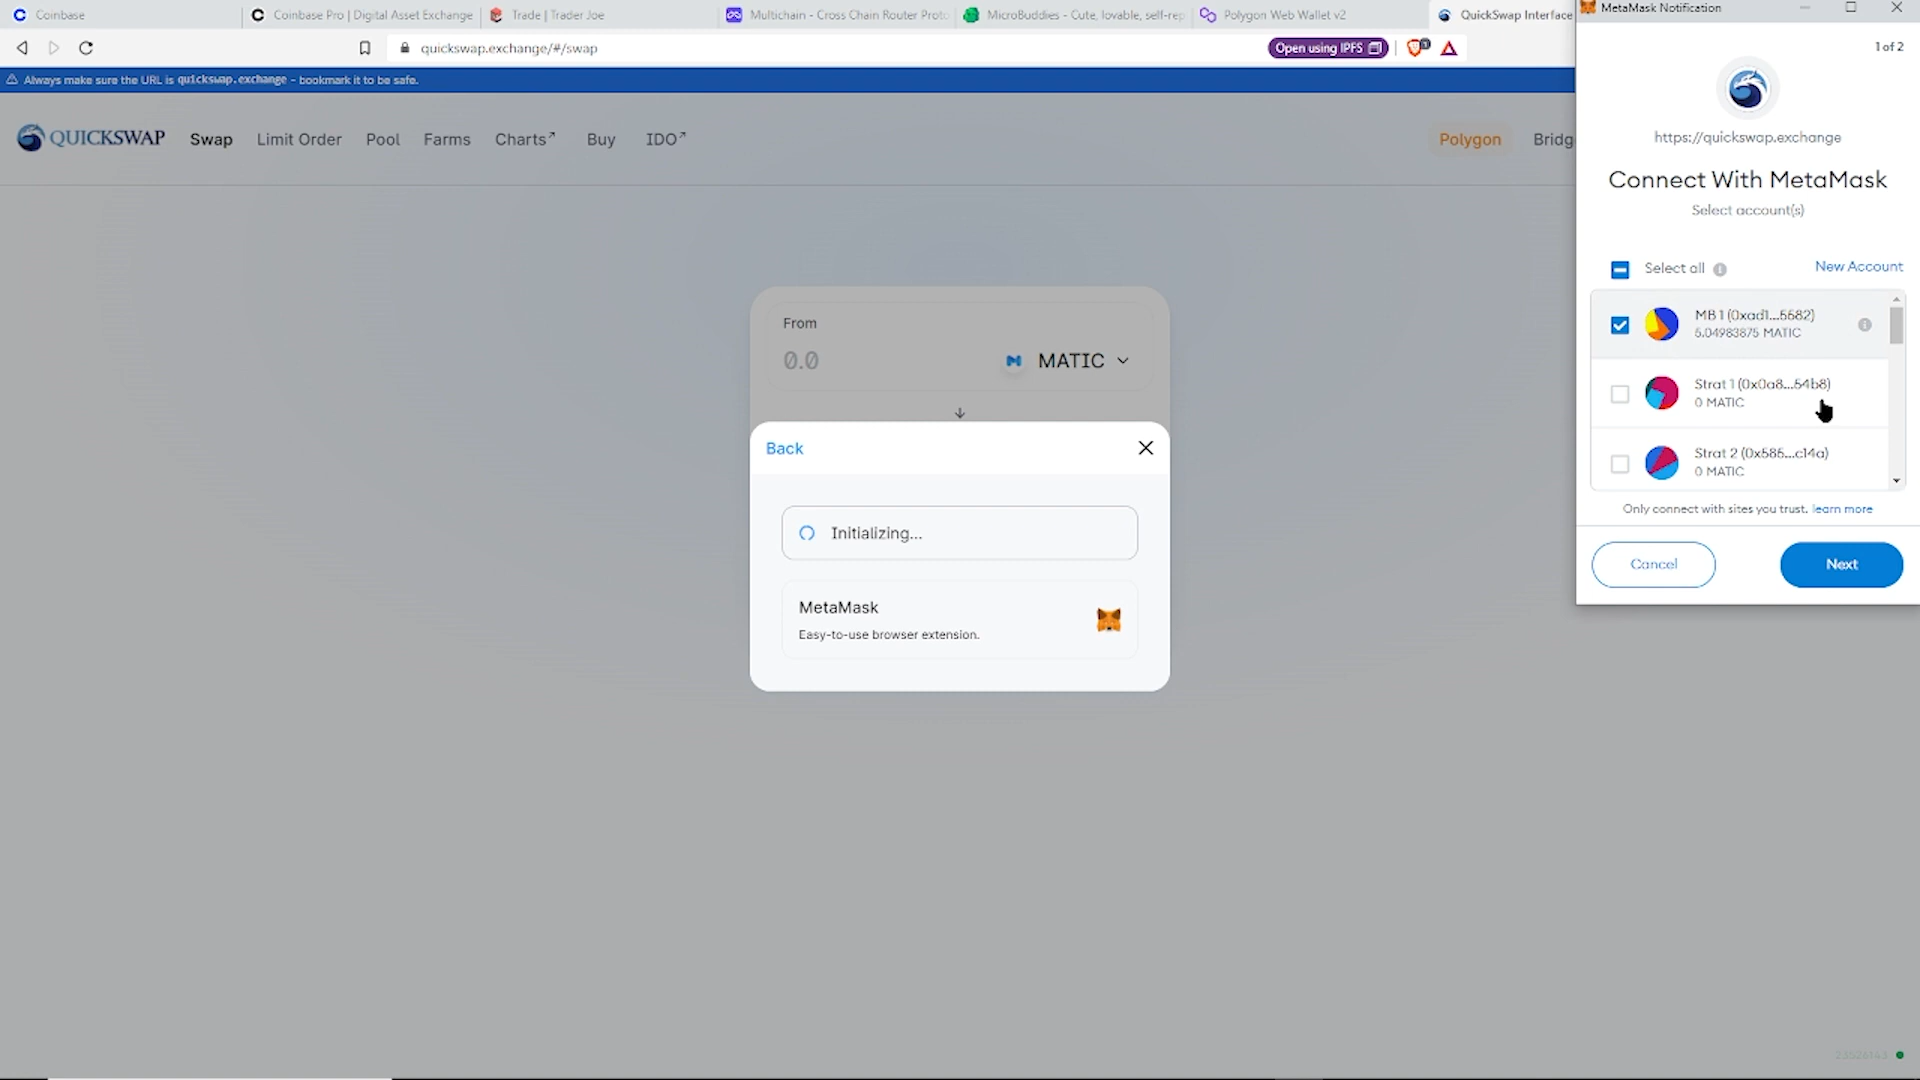 Coinbase
Coinbase Pro | Digital Asset Exchange
Trade | Trader Joe
Multichain - Cross Chain Router Proto
MicroBuddies - Cute, lovable, self-rep
Polygon Web Wallet v2
QuickSwap Interface
quickswap.exchange/#/swap
Open using IPFS
Always make sure the URL is quickswap.exchange - bookmark it to be safe.
QUICKSWAP
Swap
Limit Order
Pool
Farms
Charts↗
Buy
IDO↗
Polygon
Bridg
From
0.0
MATIC
Back
Initializing...
MetaMask
Easy-to-use browser extension.
MetaMask Notification
1 of 2
https://quickswap.exchange
Connect With MetaMask
Select account(s)
Select all
New Account
MB 1 (0xad1...5582)
5.04983875 MATIC
Strat 1 (0x0a8...54b8)
0 MATIC
Strat 2 (0x585...c14a)
0 MATIC
Only connect with sites you trust. learn more
Cancel
Next